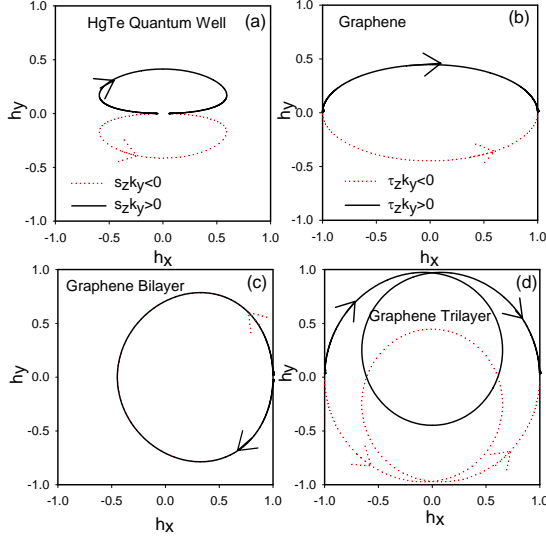 HgTe Quantum Well
(a)
1.0
0.5
0.0
-0.5
-1.0
hy
s_zk_y<0
s_zk_y>0
-1.0 -0.5 0.0 0.5 1.0
hx
Graphene
(b)
1.0
0.5
0.0
-0.5
-1.0
hy
τ_zk_y<0
τ_zk_y>0
-1.0 -0.5 0.0 0.5 1.0
hx
Graphene Bilayer
(c)
1.0
0.5
0.0
-0.5
-1.0
hy
-1.0 -0.5 0.0 0.5 1.0
hx
(d)
Graphene Trilayer
1.0
0.5
0.0
-0.5
-1.0
hy
-1.0 -0.5 0.0 0.5 1.0
hx